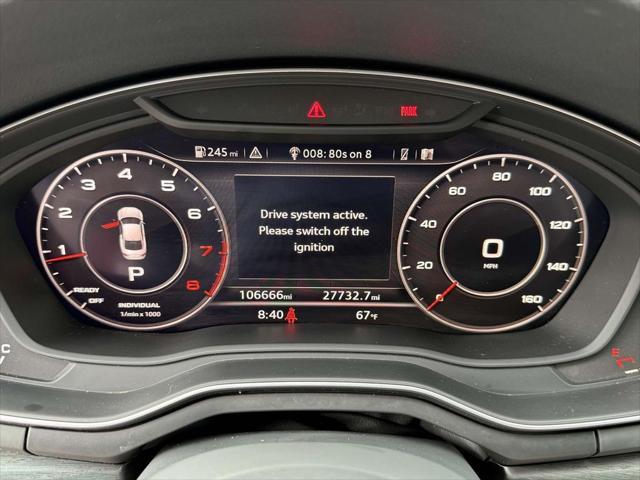 PARK
245 mi 008: 80s on 8
Drive system active.
Please switch off the
ignition
1 2 3 4 5 6 7 8
P
READY
OFF
INDIVIDUAL
1/min x 1000
20 40 60 80 100 120 140 160
0
MPH
106666mi 27732.7mi
8:40 67°F
C
E